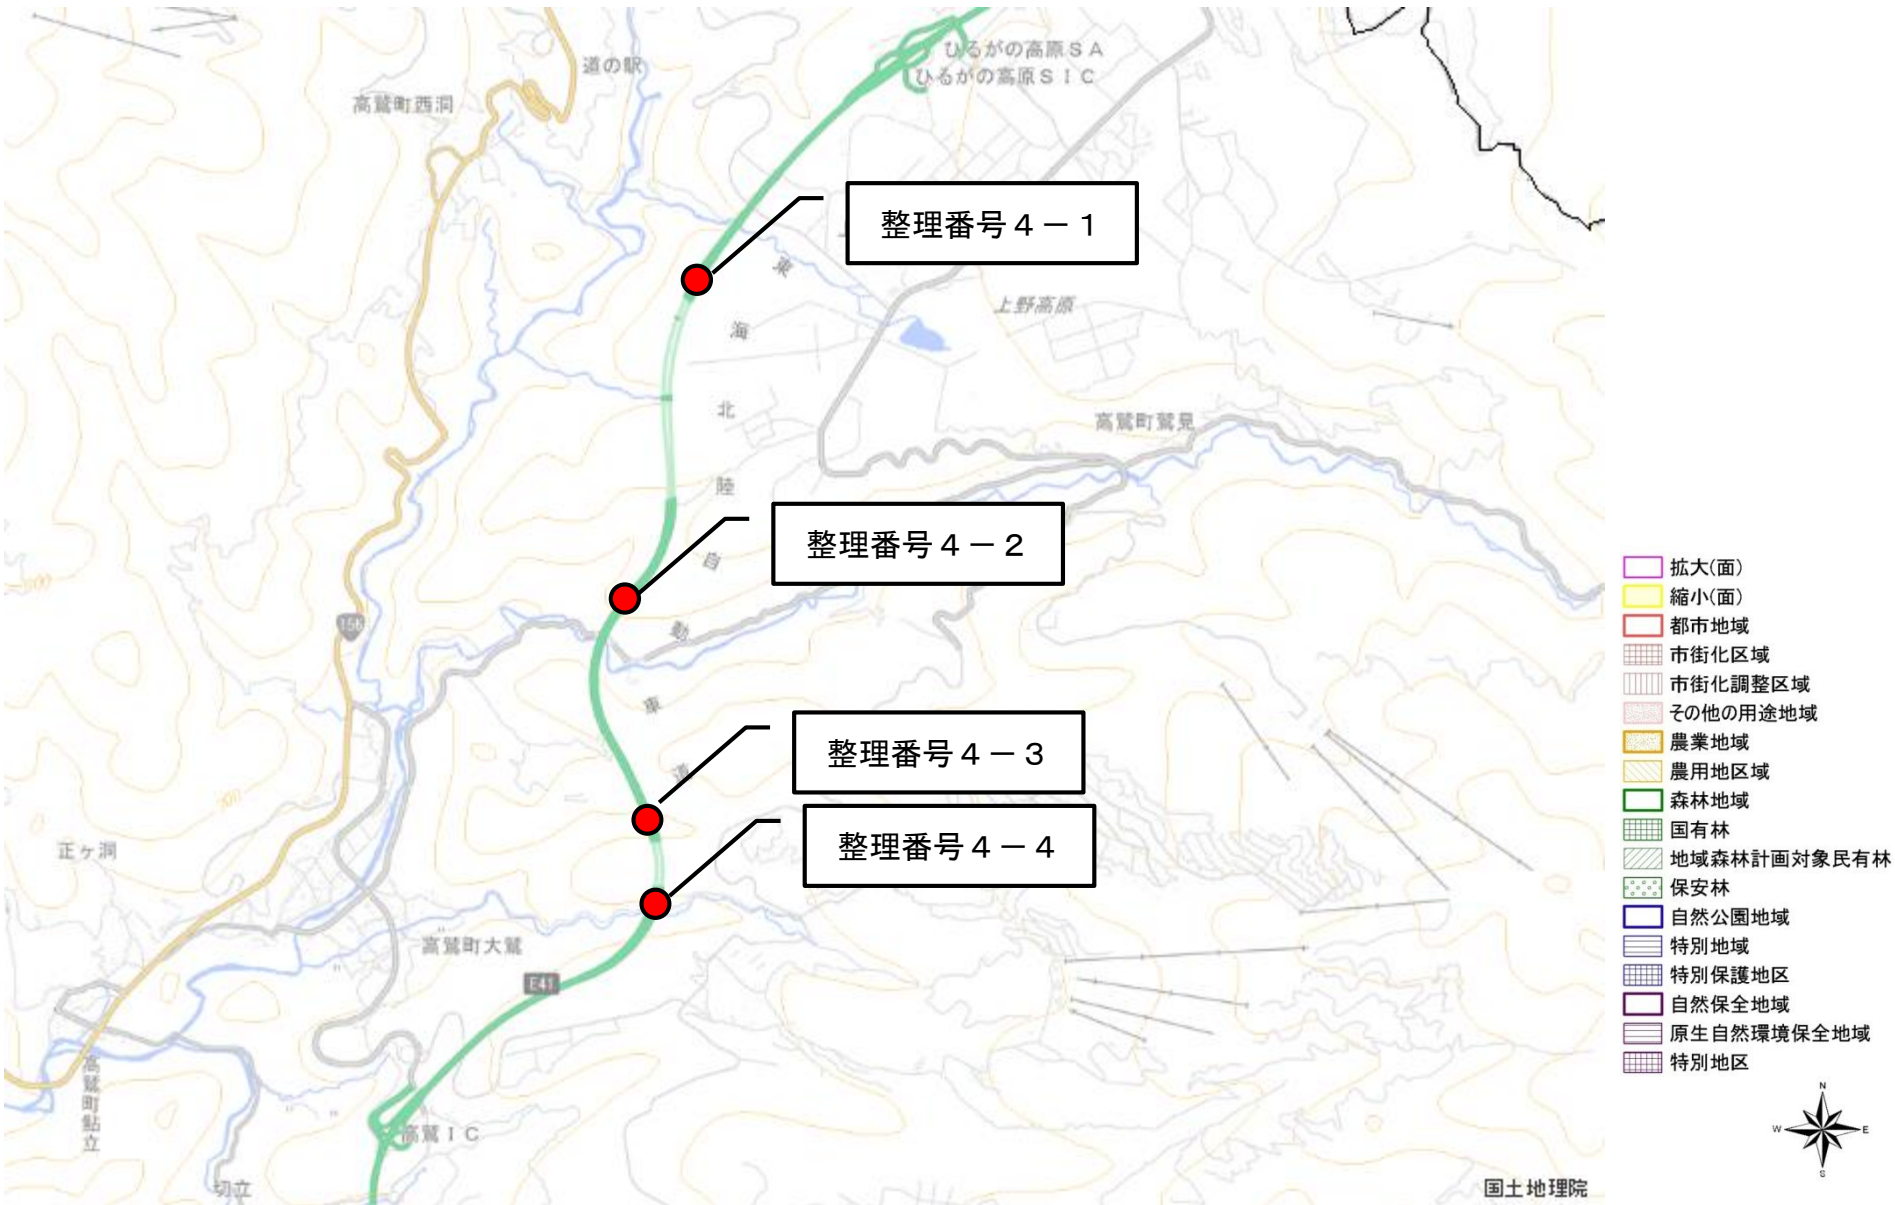 ひるがの高原SA
ひるがの高原SIC
道の駅
高鷲町西洞
整理番号4－1
東
海
北
陸
自
動
車
道
上野高原
高鷲町鷲見
整理番号4－2
156
整理番号4－3
整理番号4－4
正ヶ洞
高鷲町大鷲
E41
高鷲町鮎立
高鷲IC
切立
拡大(面)
縮小(面)
都市地域
市街化区域
市街化調整区域
その他の用途地域
農業地域
農用地区域
森林地域
国有林
地域森林計画対象民有林
保安林
自然公園地域
特別地域
特別保護地区
自然保全地域
原生自然環境保全地域
特別地区
N
W
E
S
国土地理院